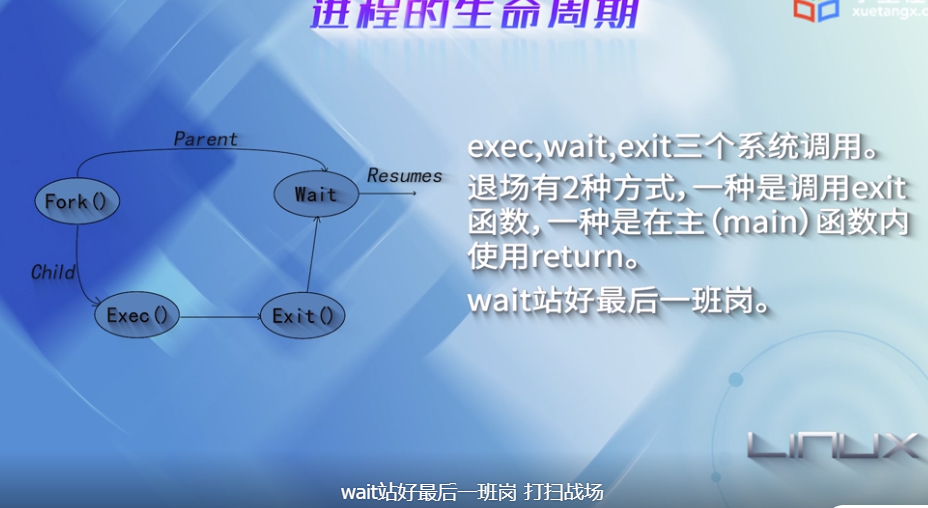 进程的生命周期
xuetangx.c
Parent
Fork()
Wait
Resumes
Child
Exec()
Exit()
exec,wait,exit三个系统调用。
退场有2种方式，一种是调用exit
函数，一种是在主（main）函数内
使用return。
wait站好最后一班岗。
LINUX
wait站好最后一班岗 打扫战场